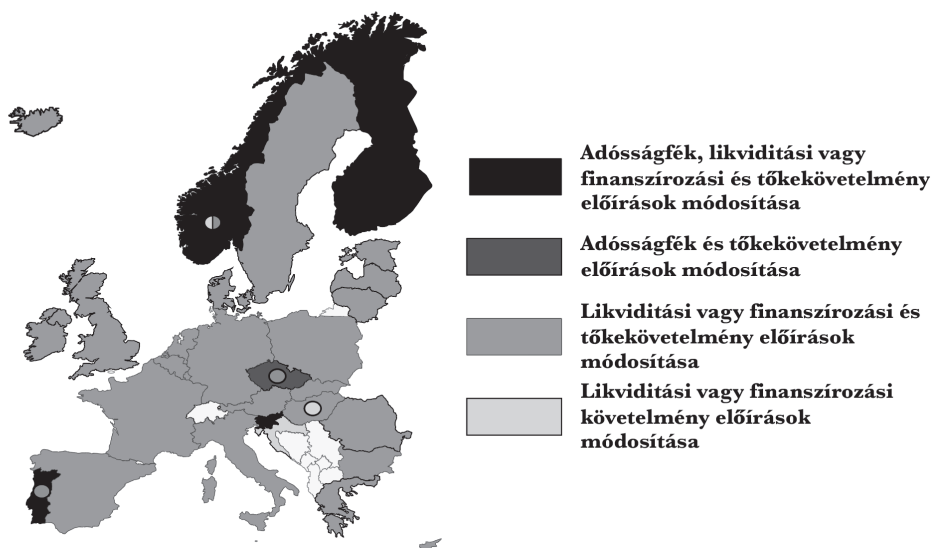 Adósságfék, likviditási vagy
finanszírozási és tőkekövetelmény
előírások módosítása
Adósságfék és tőkekövetelmény
előírások módosítása
Likviditási vagy finanszírozási és
tőkekövetelmény előírások
módosítása
Likviditási vagy finanszírozási
követelmény előírások
módosítása